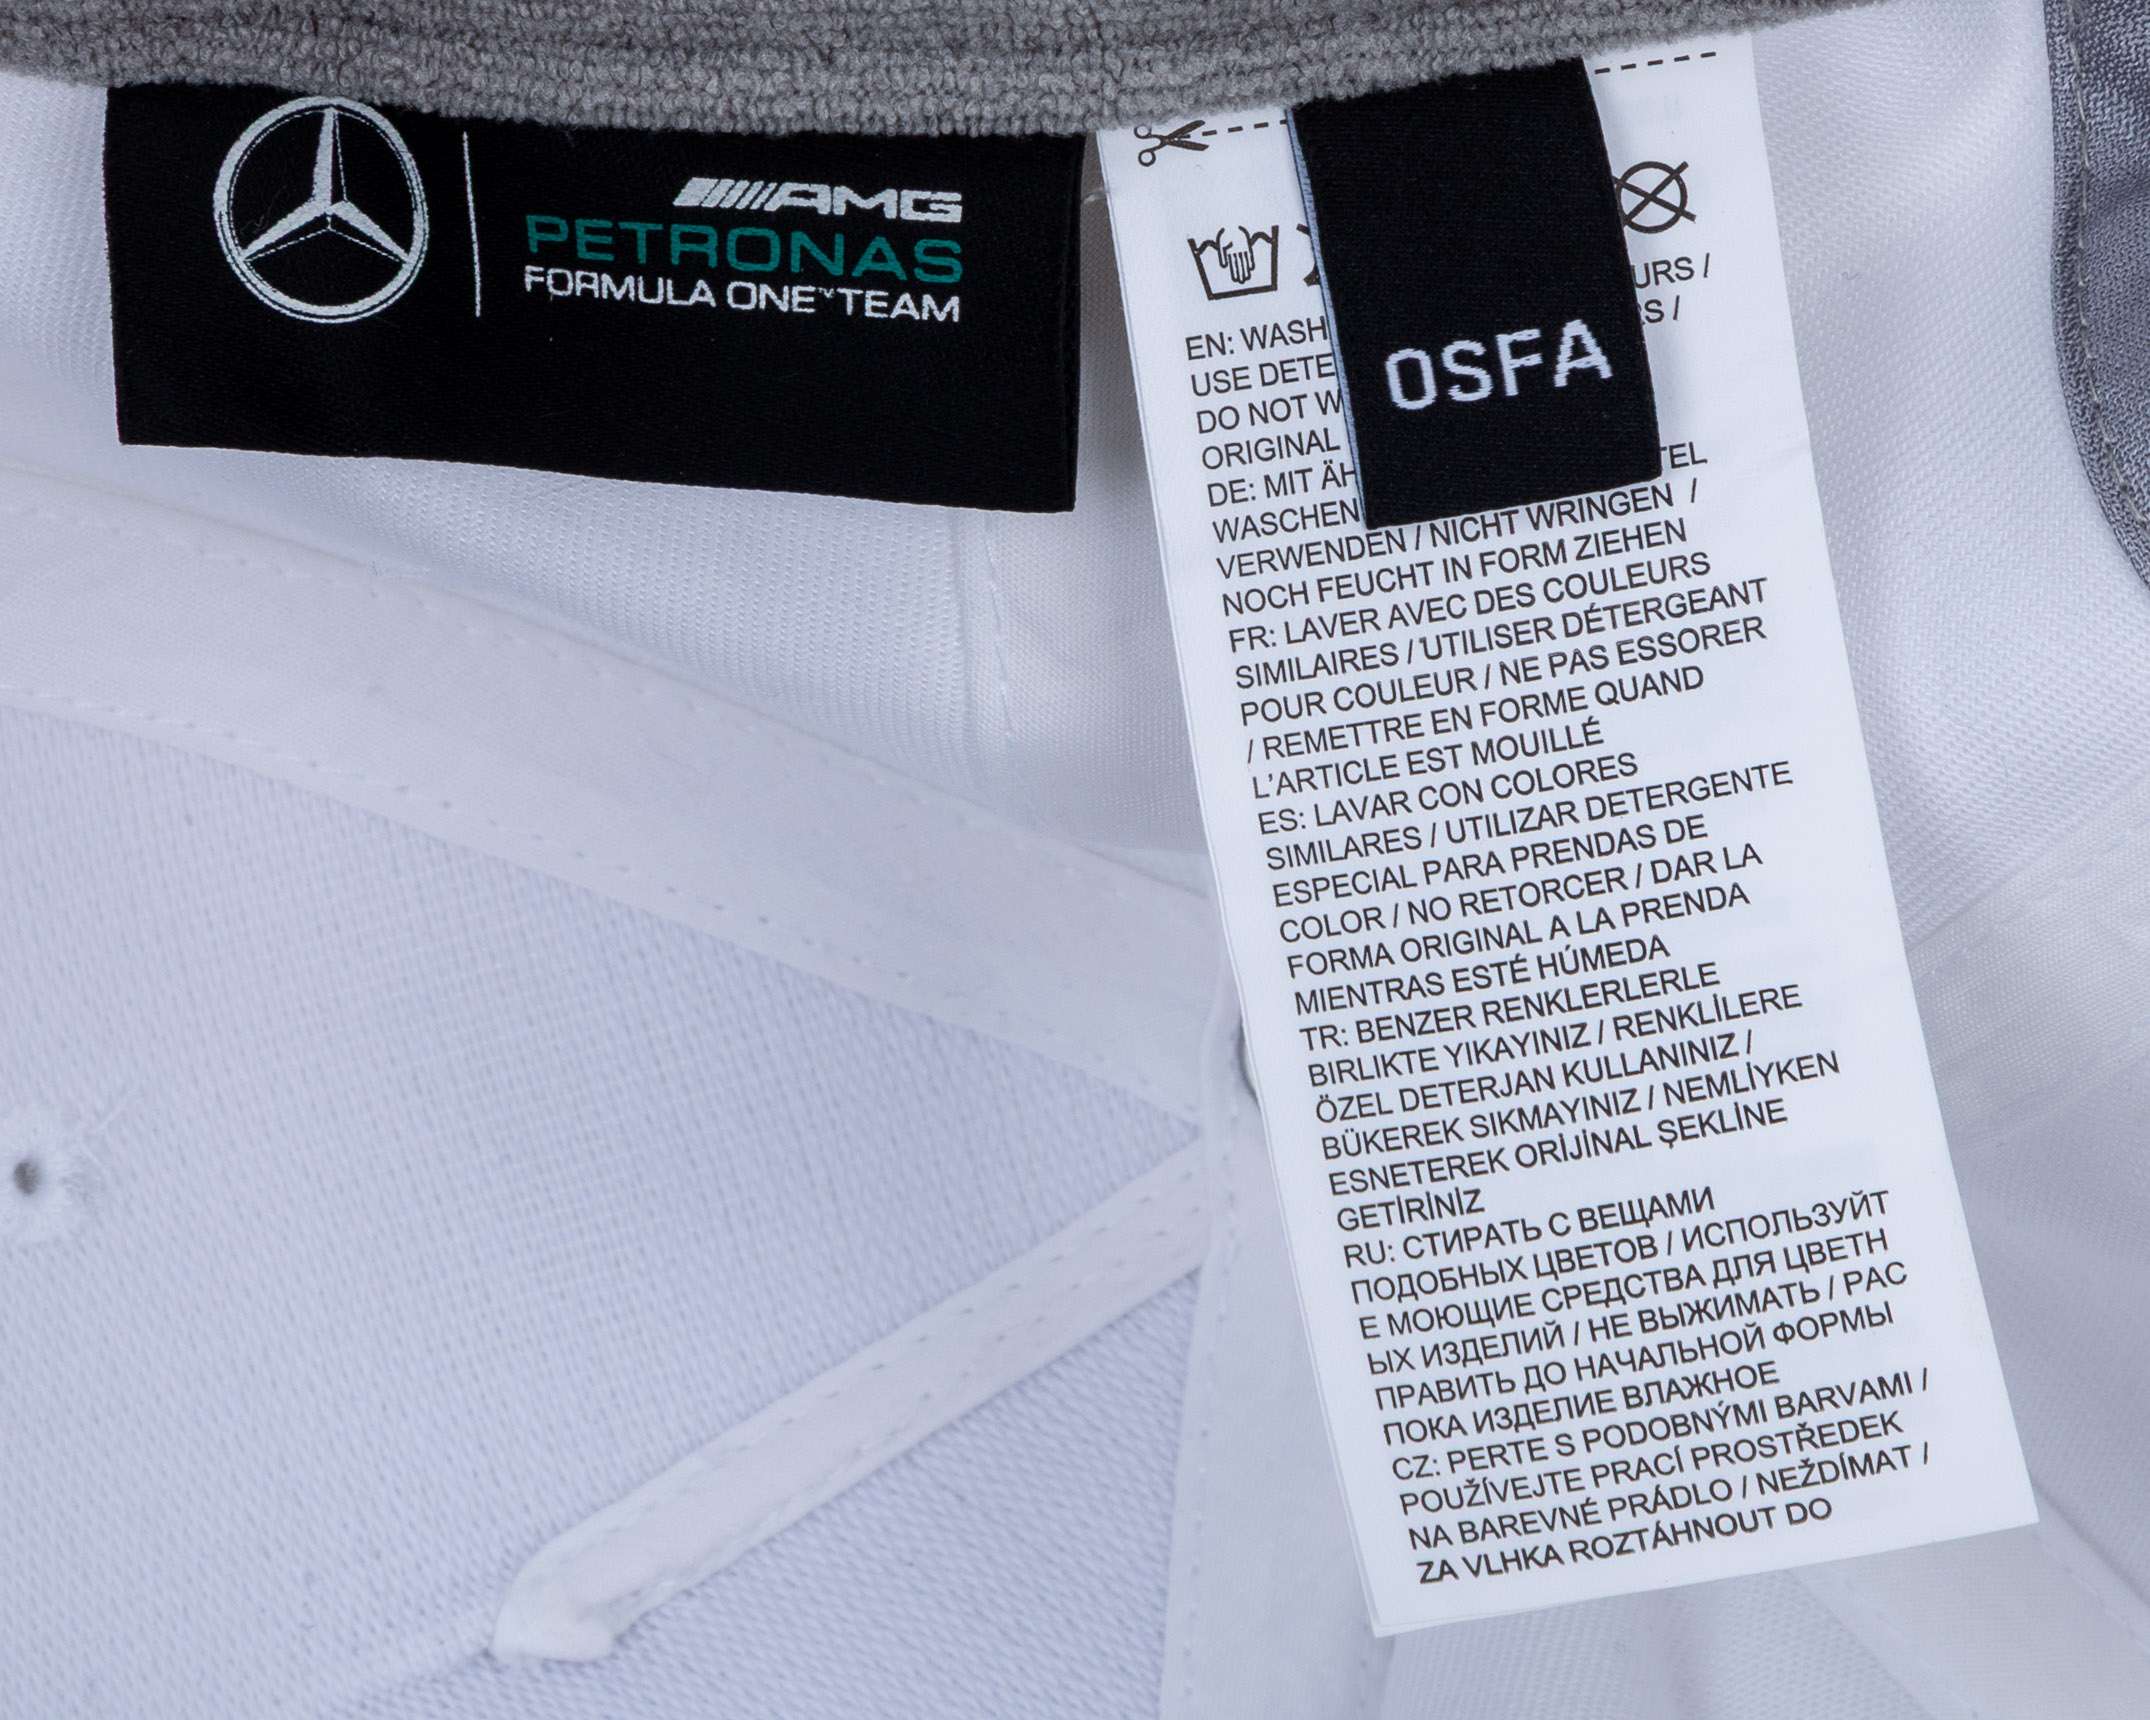 AMG
PETRONAS
FORMULA ONE™ TEAM
OSFA
URS /
RS /
EN: WASH
USE DETE
DO NOT W
ORIGINAL
DE: MIT ÄH
TEL
WASCHEN
VERWENDEN / NICHT WRINGEN /
NOCH FEUCHT IN FORM ZIEHEN
FR: LAVER AVEC DES COULEURS
SIMILAIRES / UTILISER DÉTERGEANT
POUR COULEUR / NE PAS ESSORER
/ REMETTRE EN FORME QUAND
L'ARTICLE EST MOUILLÉ
ES: LAVAR CON COLORES
SIMILARES / UTILIZAR DETERGENTE
ESPECIAL PARA PRENDAS DE
COLOR / NO RETORCER / DAR LA
FORMA ORIGINAL A LA PRENDA
MIENTRAS ESTÉ HÚMEDA
TR: BENZER RENKLERLERLE
BIRLIKTE YIKAYINIZ / RENKLİLERE
ÖZEL DETERJAN KULLANINIZ /
BÜKEREK SIKMAYINIZ / NEMLİYKEN
ESNETEREK ORİJİNAL ŞEKLİNE
GETİRİNİZ
RU: СТИРАТЬ С ВЕЩАМИ
ПОДОБНЫХ ЦВЕТОВ / ИСПОЛЬЗУЙТ
Е МОЮЩИЕ СРЕДСТВА ДЛЯ ЦВЕТН
ЫХ ИЗДЕЛИЙ / НЕ ВЫЖИМАТЬ / РАС
ПРАВИТЬ ДО НАЧАЛЬНОЙ ФОРМЫ
ПОКА ИЗДЕЛИЕ ВЛАЖНОЕ
CZ: PERTE S PODOBNÝMI BARVAMI /
POUŽÍVEJTE PRACÍ PROSTŘEDEK
NA BAREVNÉ PRÁDLO / NEŽDÍMAT /
ZA VLHKA ROZTÁHNOUT DO